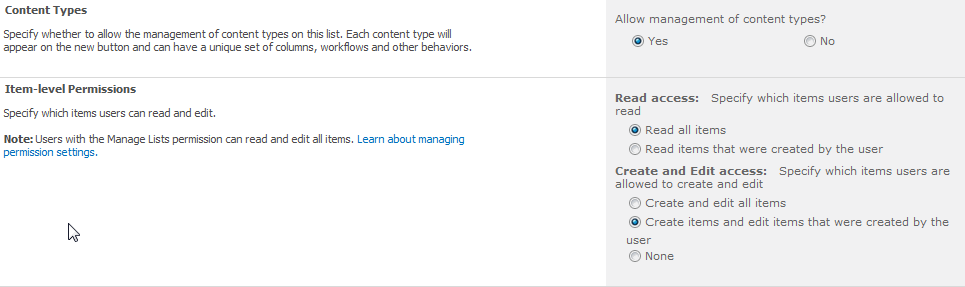 Content Types
Specify whether to allow the management of content types on this list. Each content type will
appear on the new button and can have a unique set of columns, workflows and other behaviors.
Allow management of content types?
Yes
No
Item-level Permissions
Specify which items users can read and edit.
Note: Users with the Manage Lists permission can read and edit all items. Learn about managing
permission settings.
Read access: Specify which items users are allowed to
read
Read all items
Read items that were created by the user
Create and Edit access: Specify which items users are
allowed to create and edit
Create and edit all items
Create items and edit items that were created by the
user
None